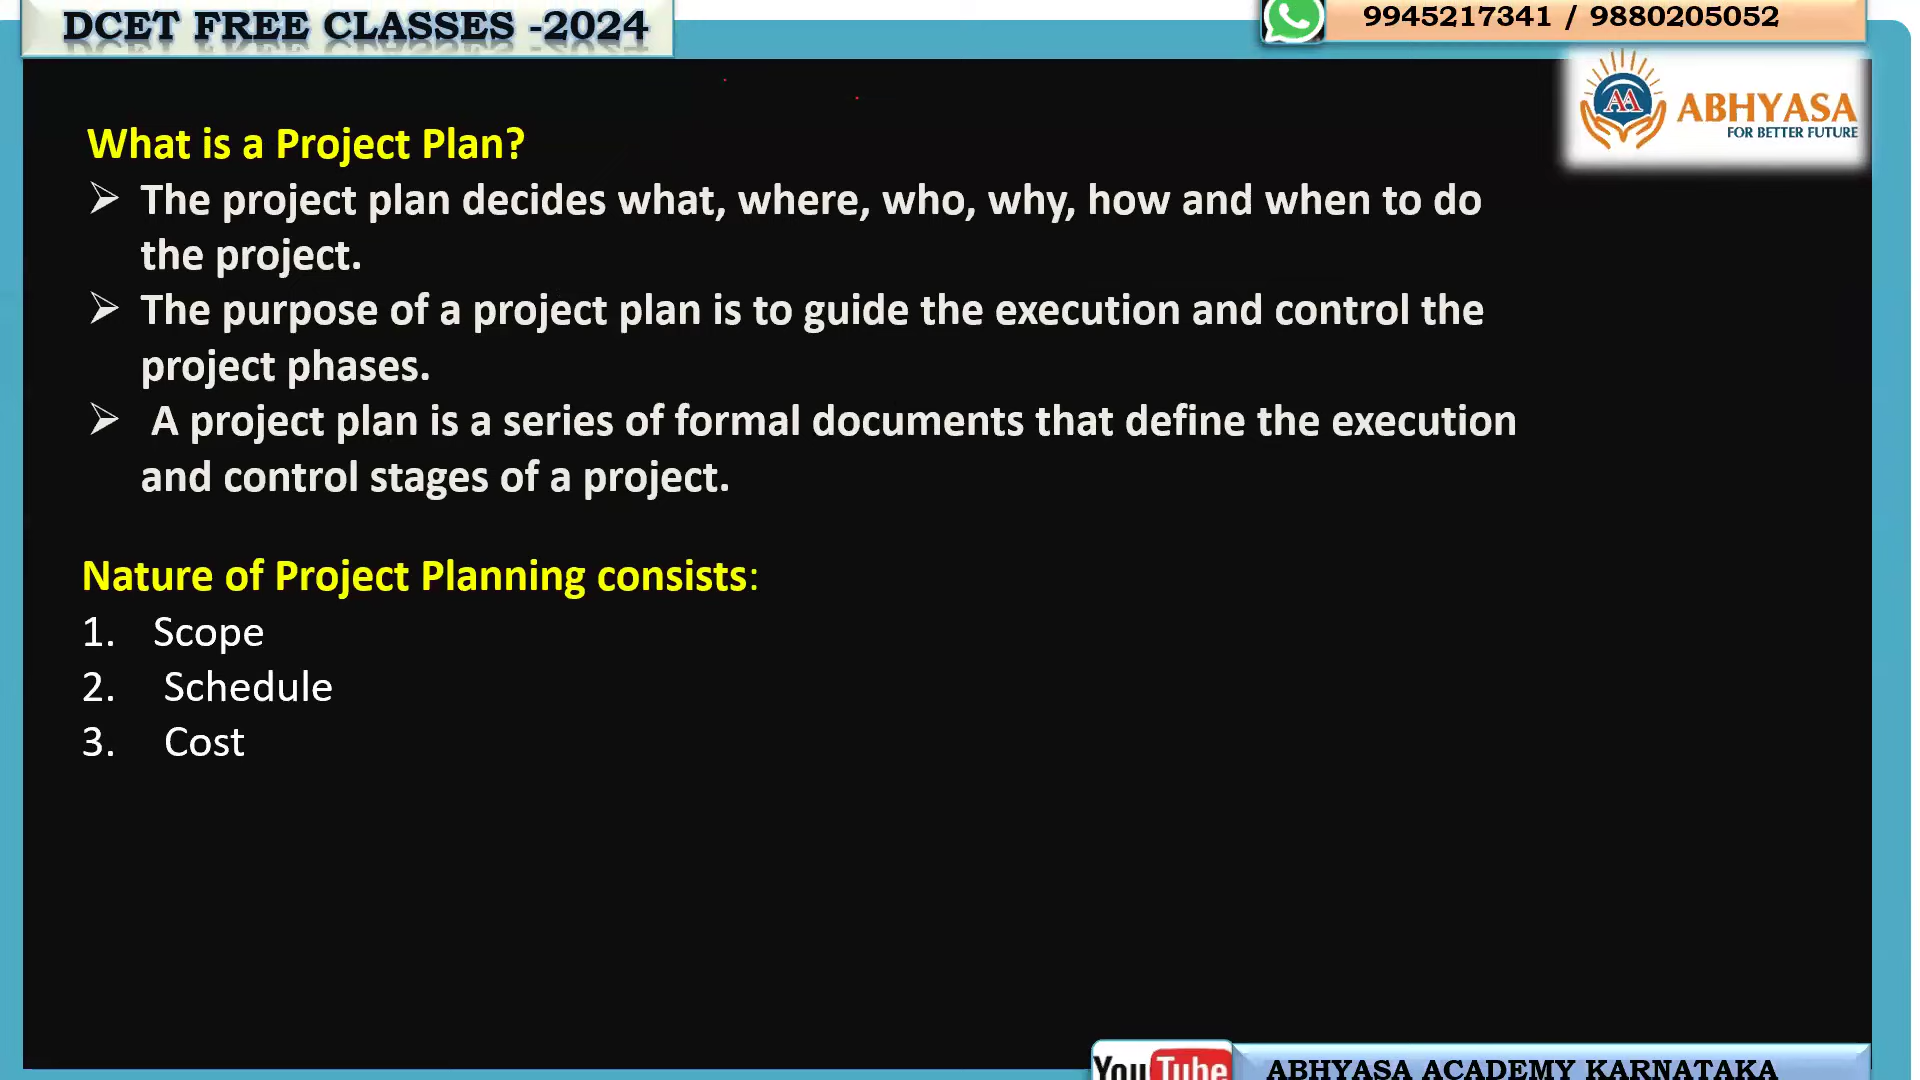 DCET FREE CLASSES -2024
9945217341 / 9880205052
AA
ABHYASA
FOR BETTER FUTURE
What is a Project Plan?
➢ The project plan decides what, where, who, why, how and when to do
the project.
➢ The purpose of a project plan is to guide the execution and control the
project phases.
➢ A project plan is a series of formal documents that define the execution
and control stages of a project.
Nature of Project Planning consists:
1. Scope
2. Schedule
3. Cost
YouTube
ABHYASA ACADEMY KARNATAKA